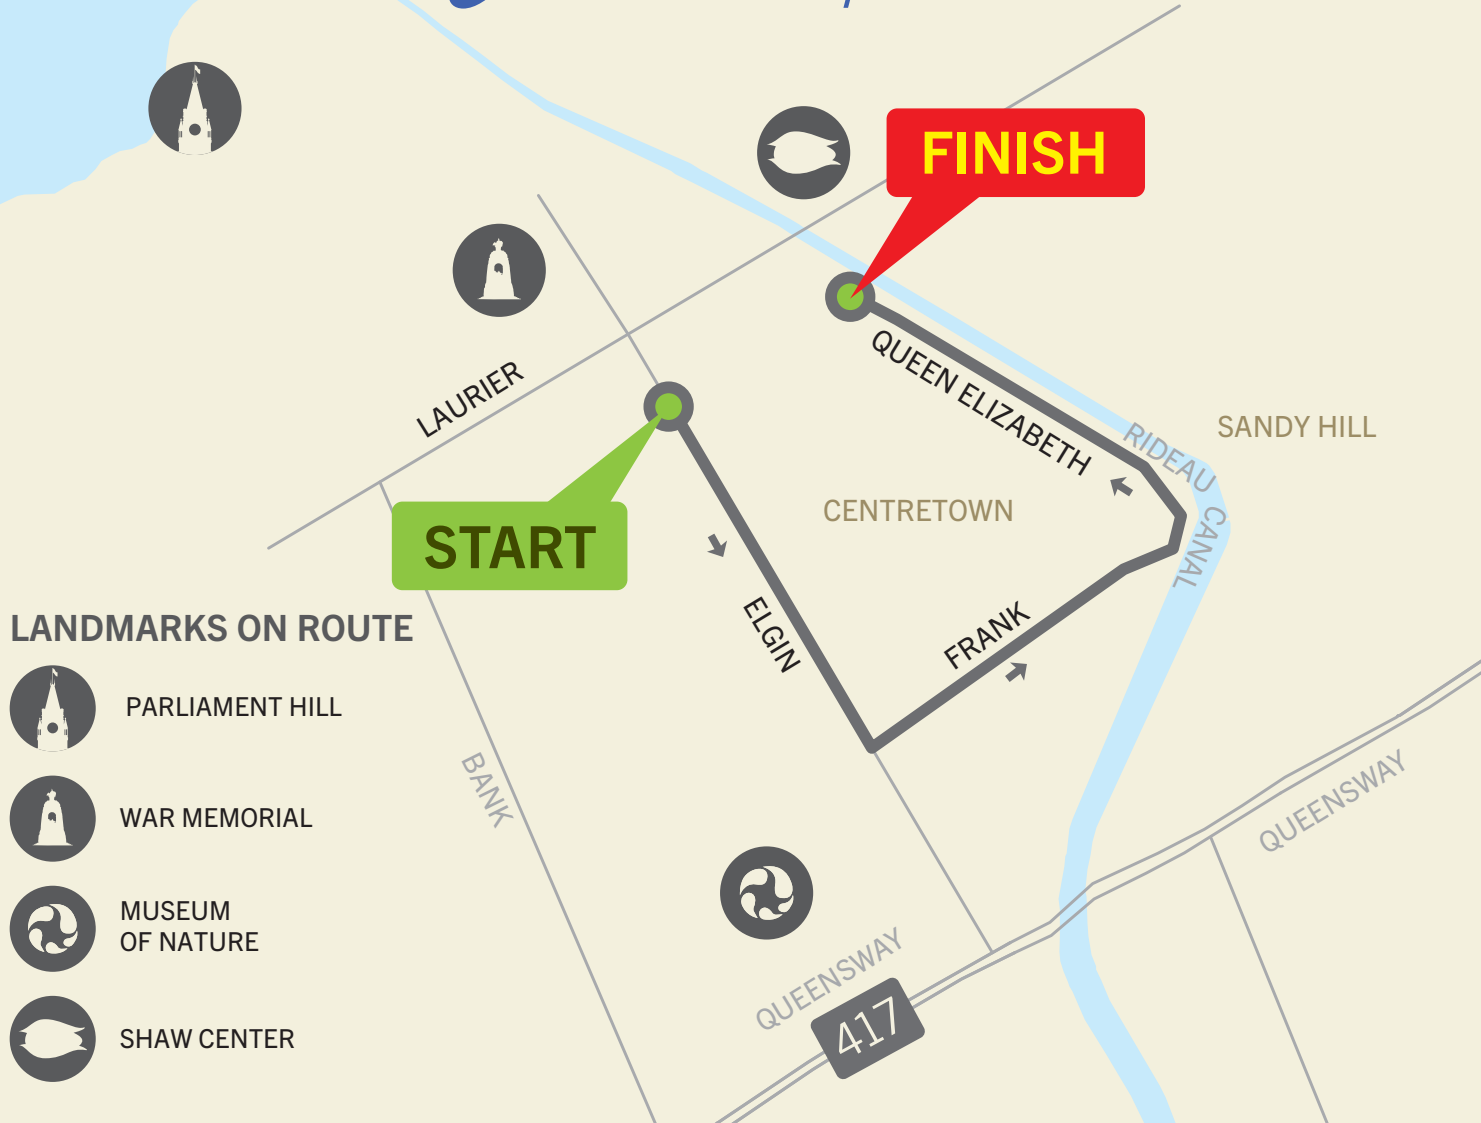 FINISH
LAURIER
QUEEN ELIZABETH
RIDEAU
CANAL
SANDY HILL
CENTRETOWN
START
ELGIN
FRANK
LANDMARKS ON ROUTE
PARLIAMENT HILL
WAR MEMORIAL
MUSEUM
OF NATURE
SHAW CENTER
BANK
QUEENSWAY
QUEENSWAY
417